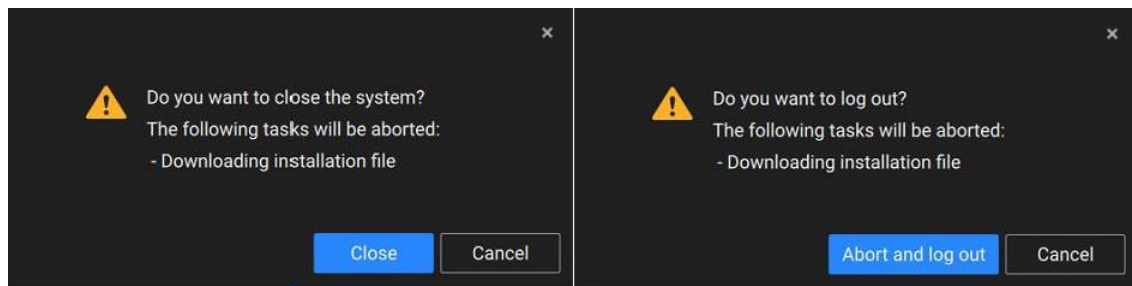 Do you want to close the system?
The following tasks will be aborted:
- Downloading installation file
Close
Cancel
Do you want to log out?
The following tasks will be aborted:
- Downloading installation file
Abort and log out
Cancel